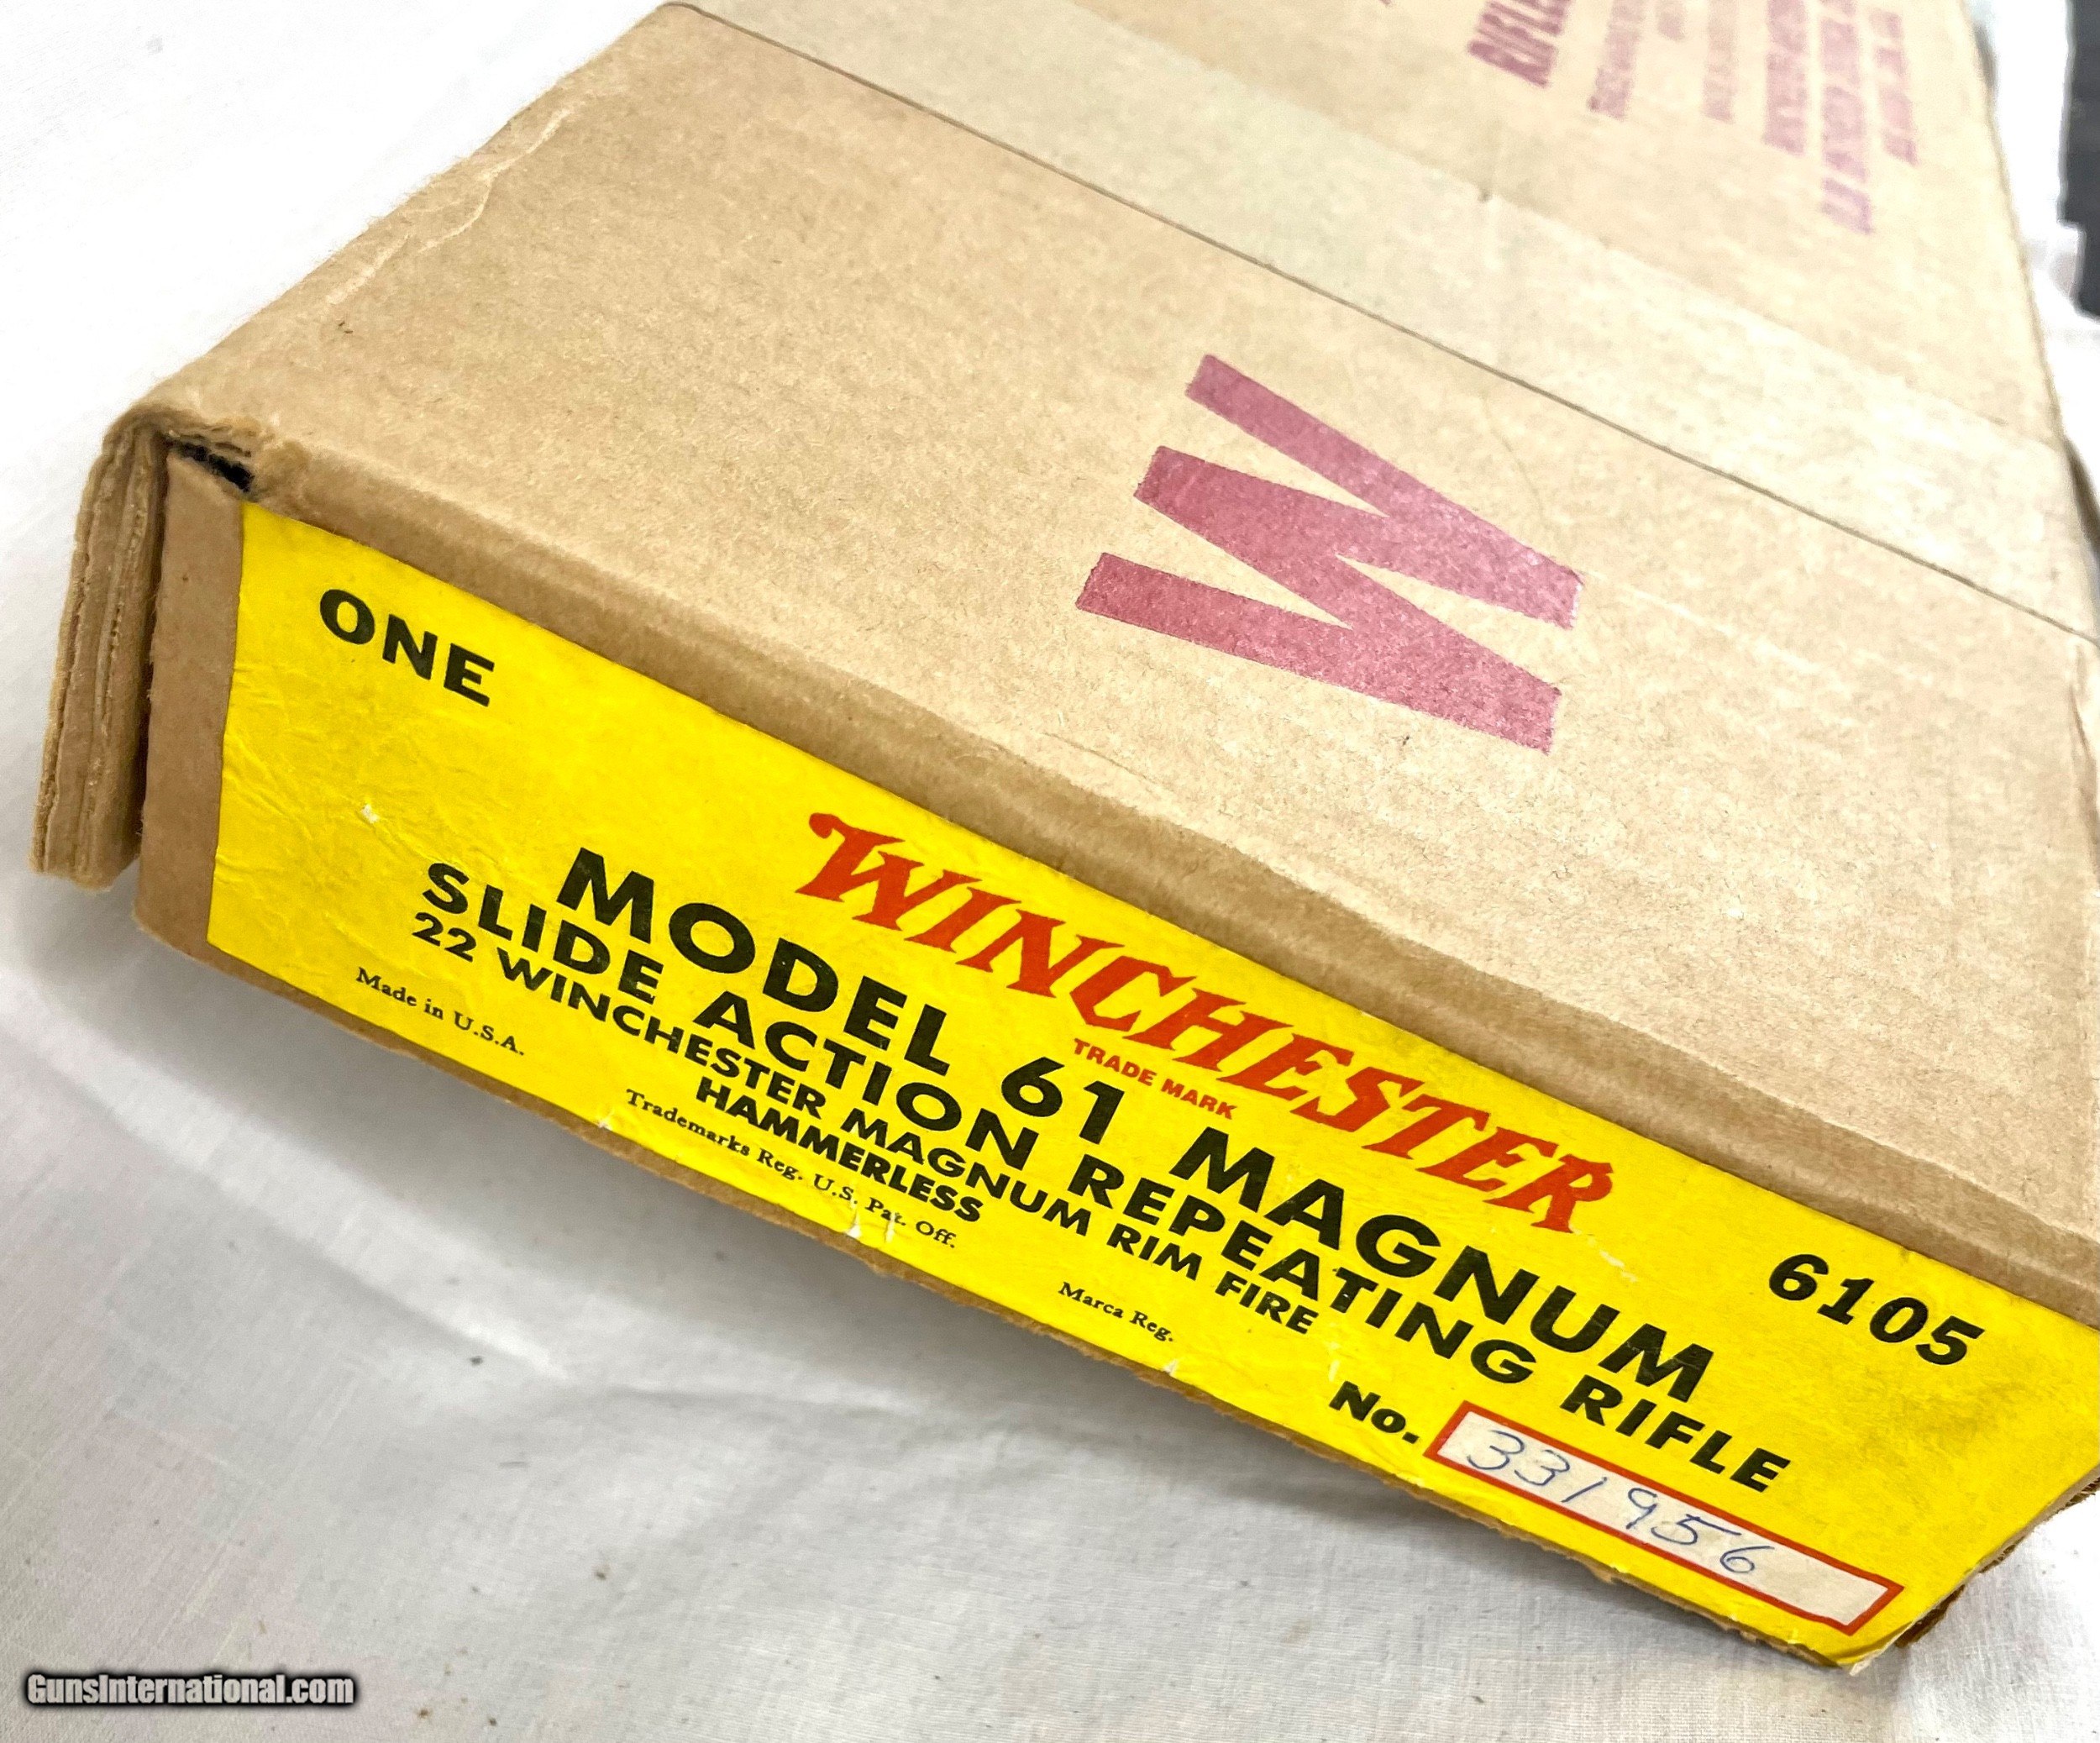 RIFLE
W
ONE
WINCHESTER
TRADE MARK
6105
MODEL 61 MAGNUM
SLIDE ACTION REPEATING RIFLE
22 WINCHESTER MAGNUM RIM FIRE
HAMMERLESS
Made in U.S.A.
Trademarks Reg. U.S. Pat. Off.
Marca Reg.
No. 331956
GunsInternational.com